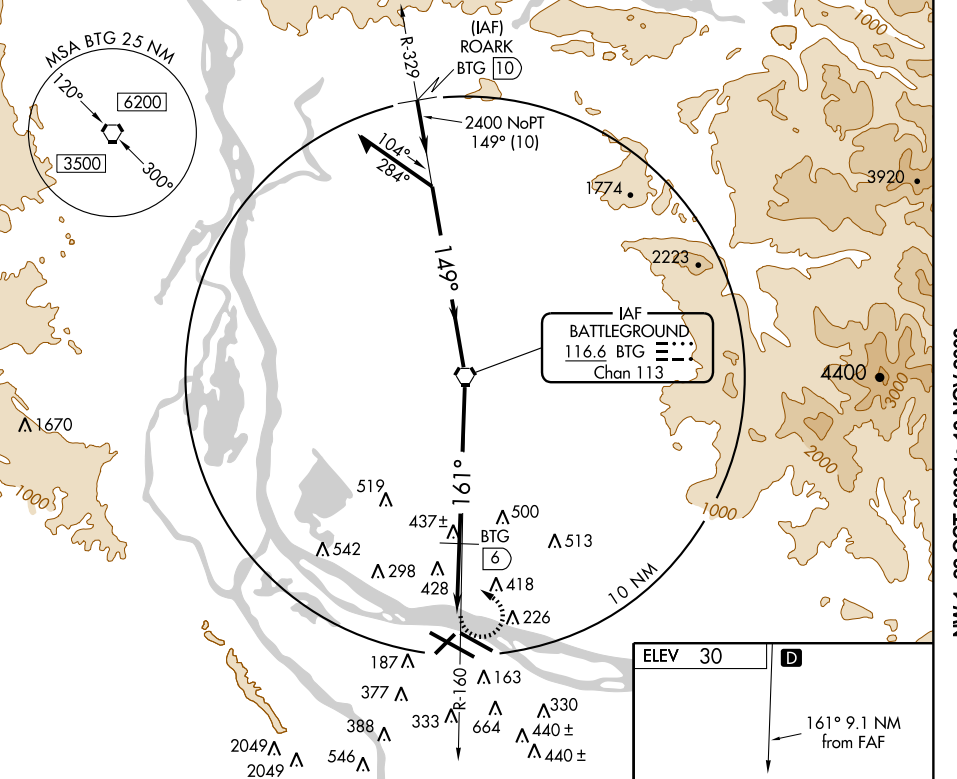 MSA BTG 25 NM
120°
6200
3500
300°
R-329
(IAF)
ROARK
BTG 10
2400 NoPT
149° (10)
104°
284°
1000
1774
3920
2223
149°
IAF
BATTLEGROUND
116.6 BTG
Chan 113
4400
3000
2000
1000
1670
1000
161°
519
437±
500
BTG
6
513
542
298
428
418
226
10 NM
187
163
R-160
377
333
664
330
388
440 ±
440 ±
2049
2049
546
ELEV 30
D
161° 9.1 NM
from FAF